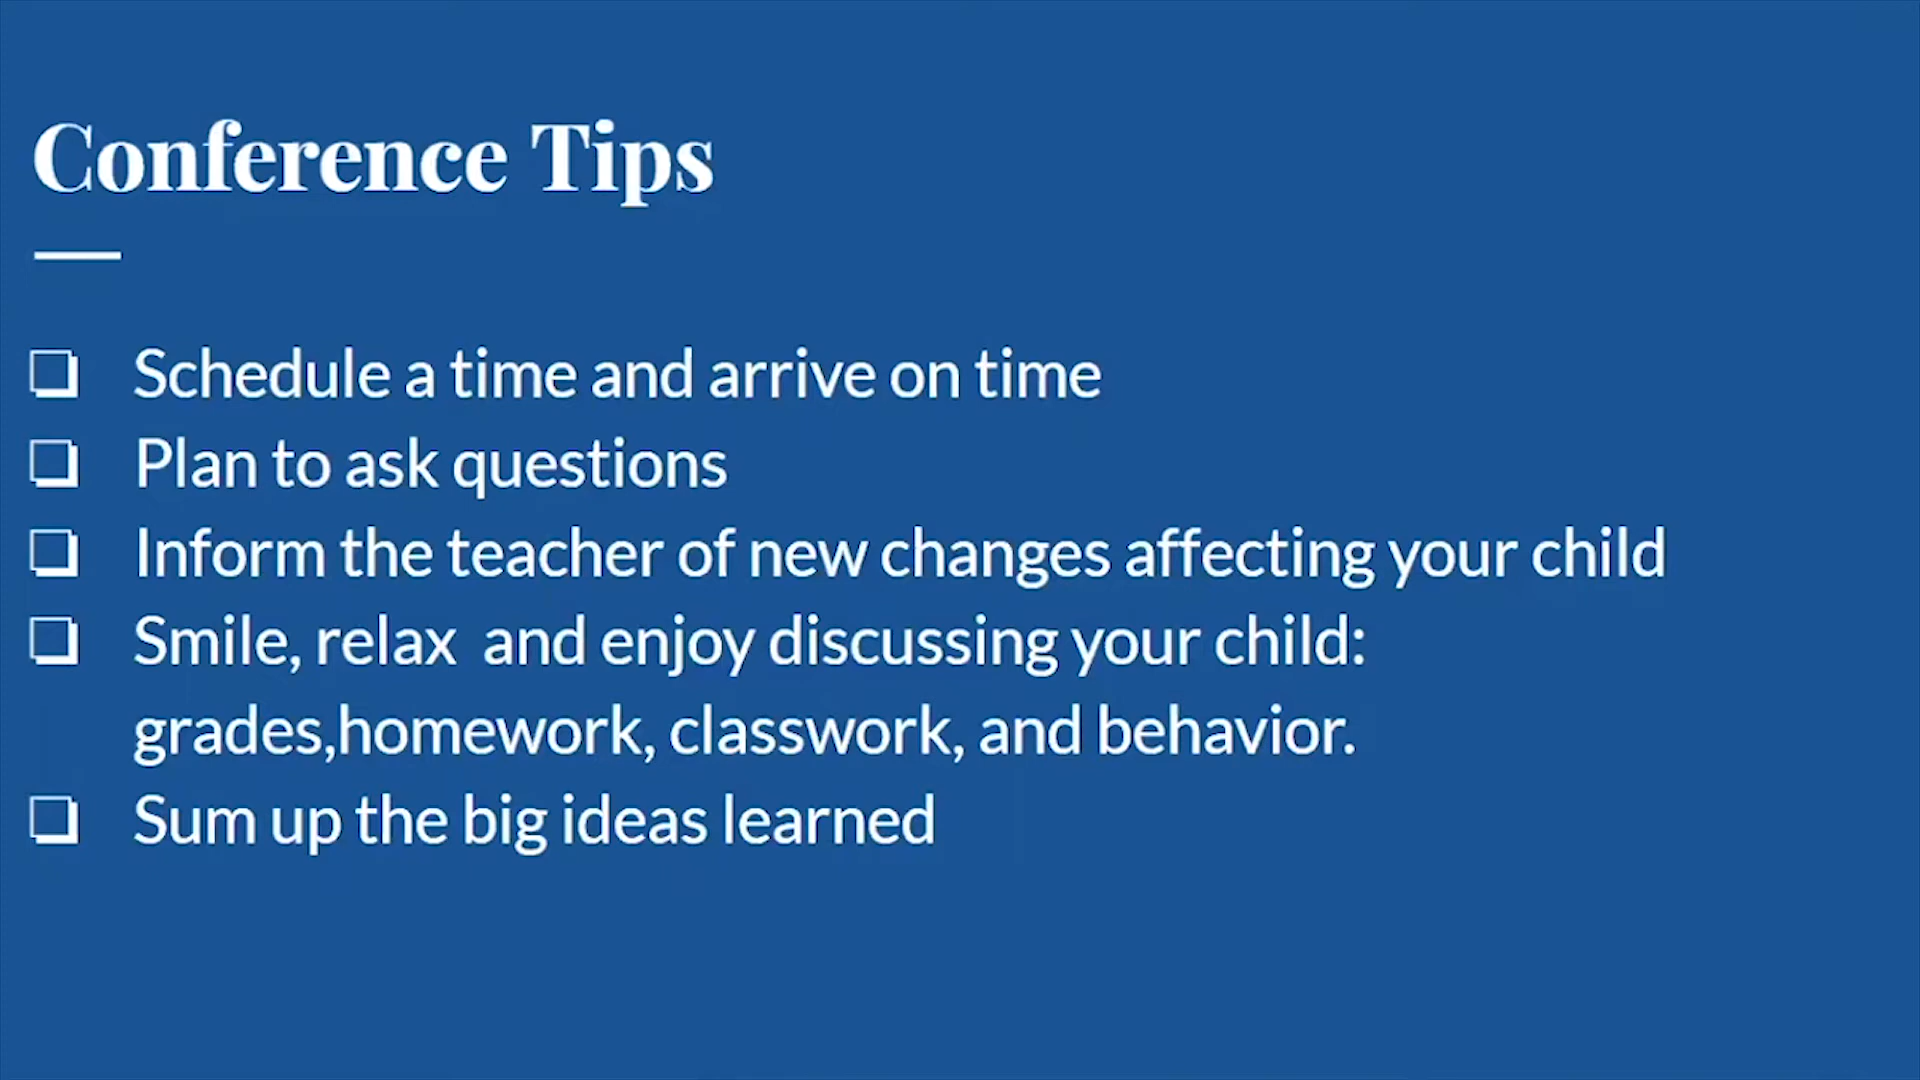 Conference Tips
❏ Schedule a time and arrive on time
❏ Plan to ask questions
❏ Inform the teacher of new changes affecting your child
❏ Smile, relax  and enjoy discussing your child:
grades,homework, classwork, and behavior.
❏ Sum up the big ideas learned